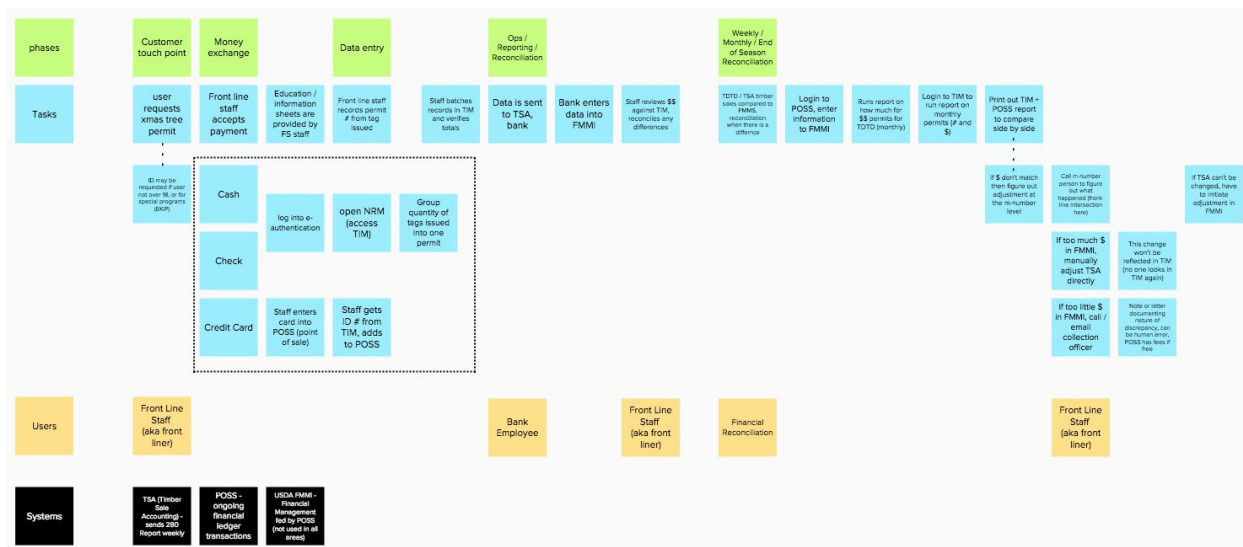 phases
Customer
touch point
Money
exchange
Data entry
Ops /
Reporting /
Reconciliation
Weekly /
Monthly / End
of Season
Reconciliation
Tasks
user
requests
xmas tree
permit
Front line
staff
accepts
payment
Education /
information
sheets are
provided by
FS staff
Front line staff
records permit
# from tag
issued
Staff batches
records in TIM
and verifies
totals
Data is sent
to TSA,
bank
Bank enters
data into
FMMI
Staff reviews $$
against TIM,
reconciles any
differences
TDTD / TSA timber
sales compared to
FMMS,
reconciliation
when there is a
differnce
Login to
POSS, enter
information
to FMMI
Runs report on
how much for
$$ permits for
TDTD (monthly)
Login to TIM to
run report on
monthly
permits (# and
$)
Print out TIM +
POSS report
to compare
side by side
ID may be
requested if user
not over 18, or for
special programs
(EKIP)
Cash
log into e-
authentication
open NRM
(access
TIM)
Group
quantity of
tags issued
into one
permit
If $ don't match
then figure out
adjustment at
the m-number
level
Call m-number
person to figure
out what
happened (front-
line intersection
here)
If TSA can't be
changed, have
to initiate
adjustment in
FMMI
Check
If too much $
in FMMI,
manually
adjust TSA
directly
This change
won't be
reflected in TIM
(no one looks in
TIM again)
Credit Card
Staff enters
card into
POSS (point
of sale)
Staff gets
ID # from
TIM, adds
to POSS
If too little $
in FMMI, call /
email
collection
officer
Note or letter
documenting
nature of
discrepency, can
be human error,
POSS has fees if
free
Users
Front Line
Staff
(aka front
liner)
Bank
Employee
Front Line
Staff
(aka front
liner)
Financial
Reconciliation
Front Line
Staff
(aka front
liner)
Systems
TSA (Timber
Sale
Accounting) -
sends 280
Report weekly
POSS -
ongoing
financial
ledger
transactions
USDA FMMI -
Financial
Management
fed by POSS
(not used in all
areas)